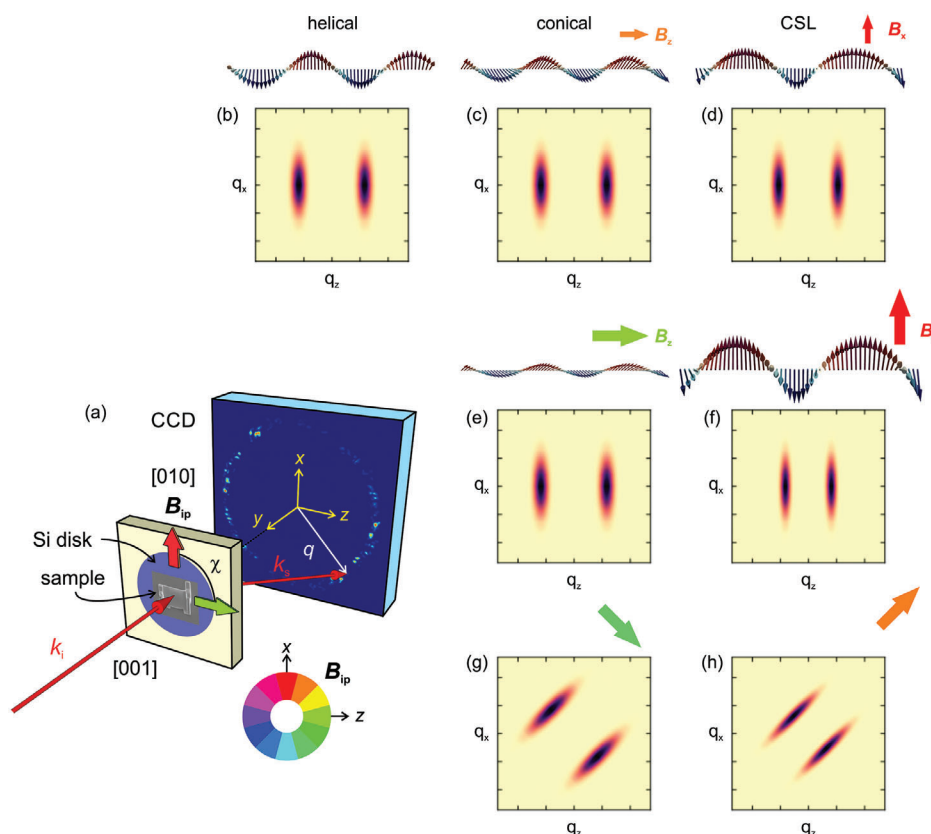 helical conical CSL
B_z
B_x
(b) (c) (d)
q_x q_x q_x
q_z q_z q_z
B_z
B
(a)
CCD
(e) (f)
[010]
B_ip
x
Si disk
χ
y z
q
q_x q_x
sample
k_s
q_z q_z
k_i
[001]
x B_ip
(g) (h)
z
q_x q_x
q_z q_z